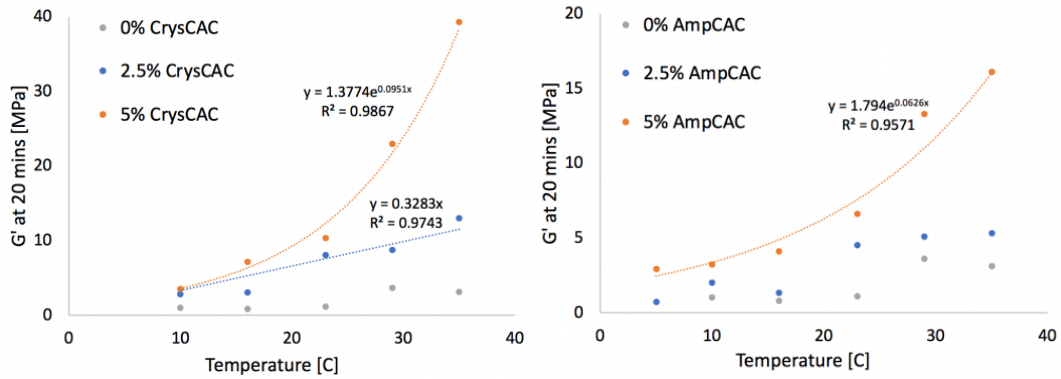 G' at 20 mins [MPa]
40
30
20
10
0
0% CrysCAC
2.5% CrysCAC
5% CrysCAC
y = 1.3774e^0.0951x
R² = 0.9867
y = 0.3283x
R² = 0.9743
0 10 20 30 40
Temperature [C]
G' at 20 mins [MPa]
20
15
10
5
0
0% AmpCAC
2.5% AmpCAC
5% AmpCAC
y = 1.794e^0.0626x
R² = 0.9571
0 10 20 30 40
Temperature [C]